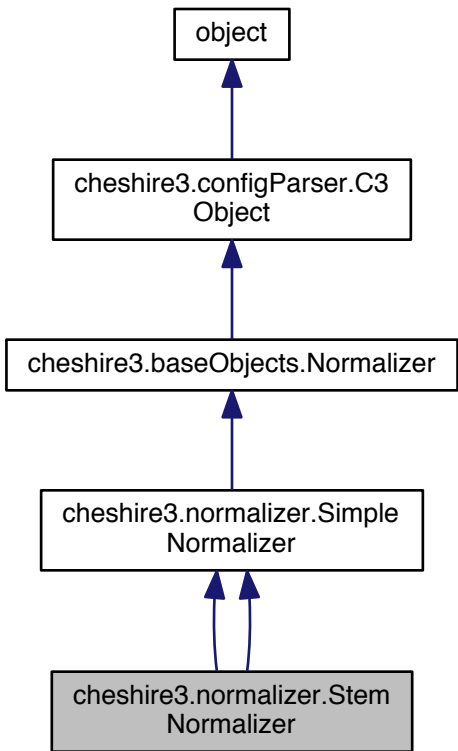 object
cheshire3.configParser.C3
Object
cheshire3.baseObjects.Normalizer
cheshire3.normalizer.Simple
Normalizer
cheshire3.normalizer.Stem
Normalizer